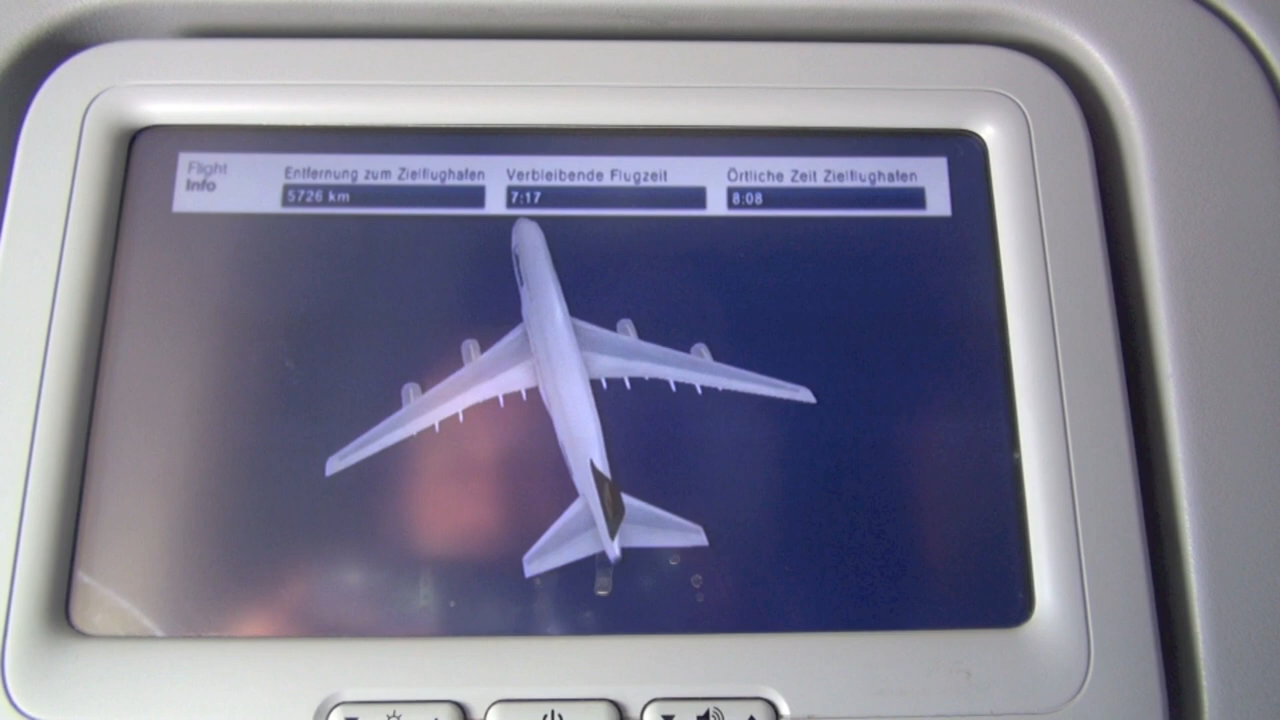 Flight
Info
Entfernung zum Zielflughafen
5726 km
Verbleibende Flugzeit
7:17
Örtliche Zeit Zielflughafen
8:08